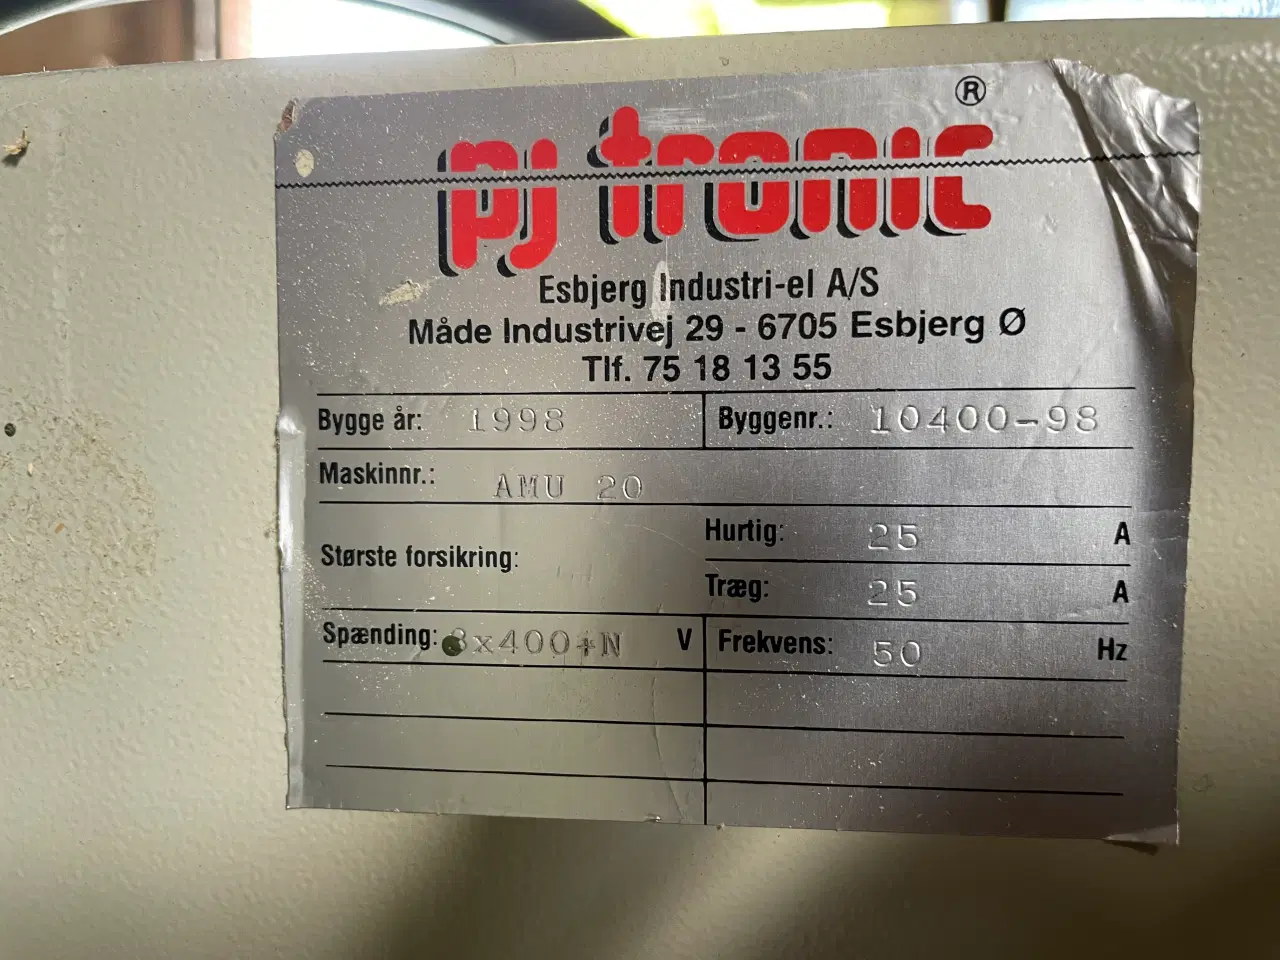 pj tronic ®
Esbjerg Industri-el A/S
Måde Industrivej 29 - 6705 Esbjerg Ø
Tlf. 75 18 13 55
Bygge år: 1998 Byggenr.: 10400-98
Maskinnr.: AMU 20
Største forsikring: Hurtig: 25 A
Træg: 25 A
Spænding: 3x400+N V Frekvens: 50 Hz